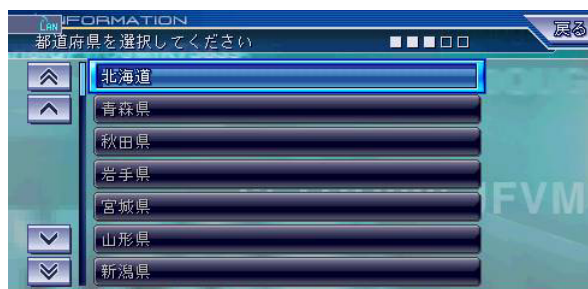 LAN
INFORMATION
都道府県を選択してください ■■■□□
戻る
北海道
青森県
秋田県
岩手県
宮城県
山形県
新潟県